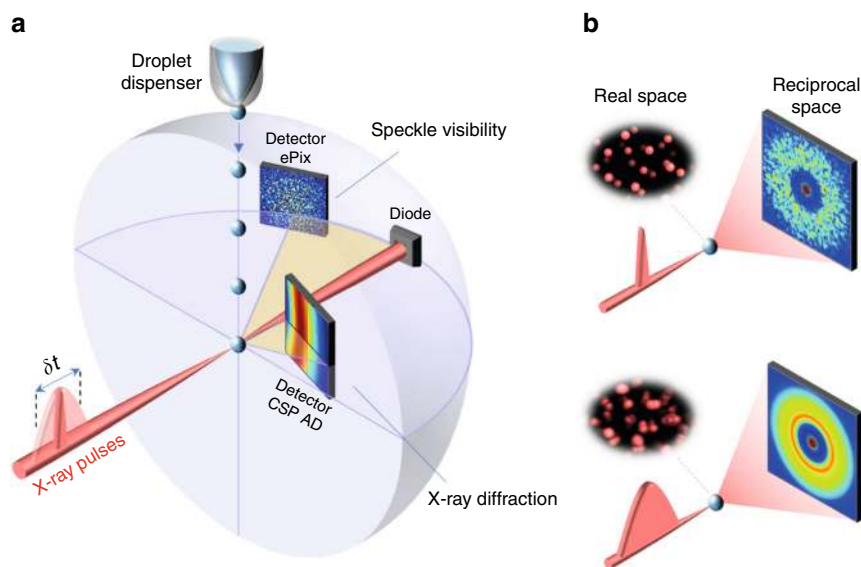 a
Droplet
dispenser
Detector
ePix
Speckle visibility
Diode
δt
X-ray pulses
Detector
CSP AD
X-ray diffraction
b
Real space
Reciprocal
space